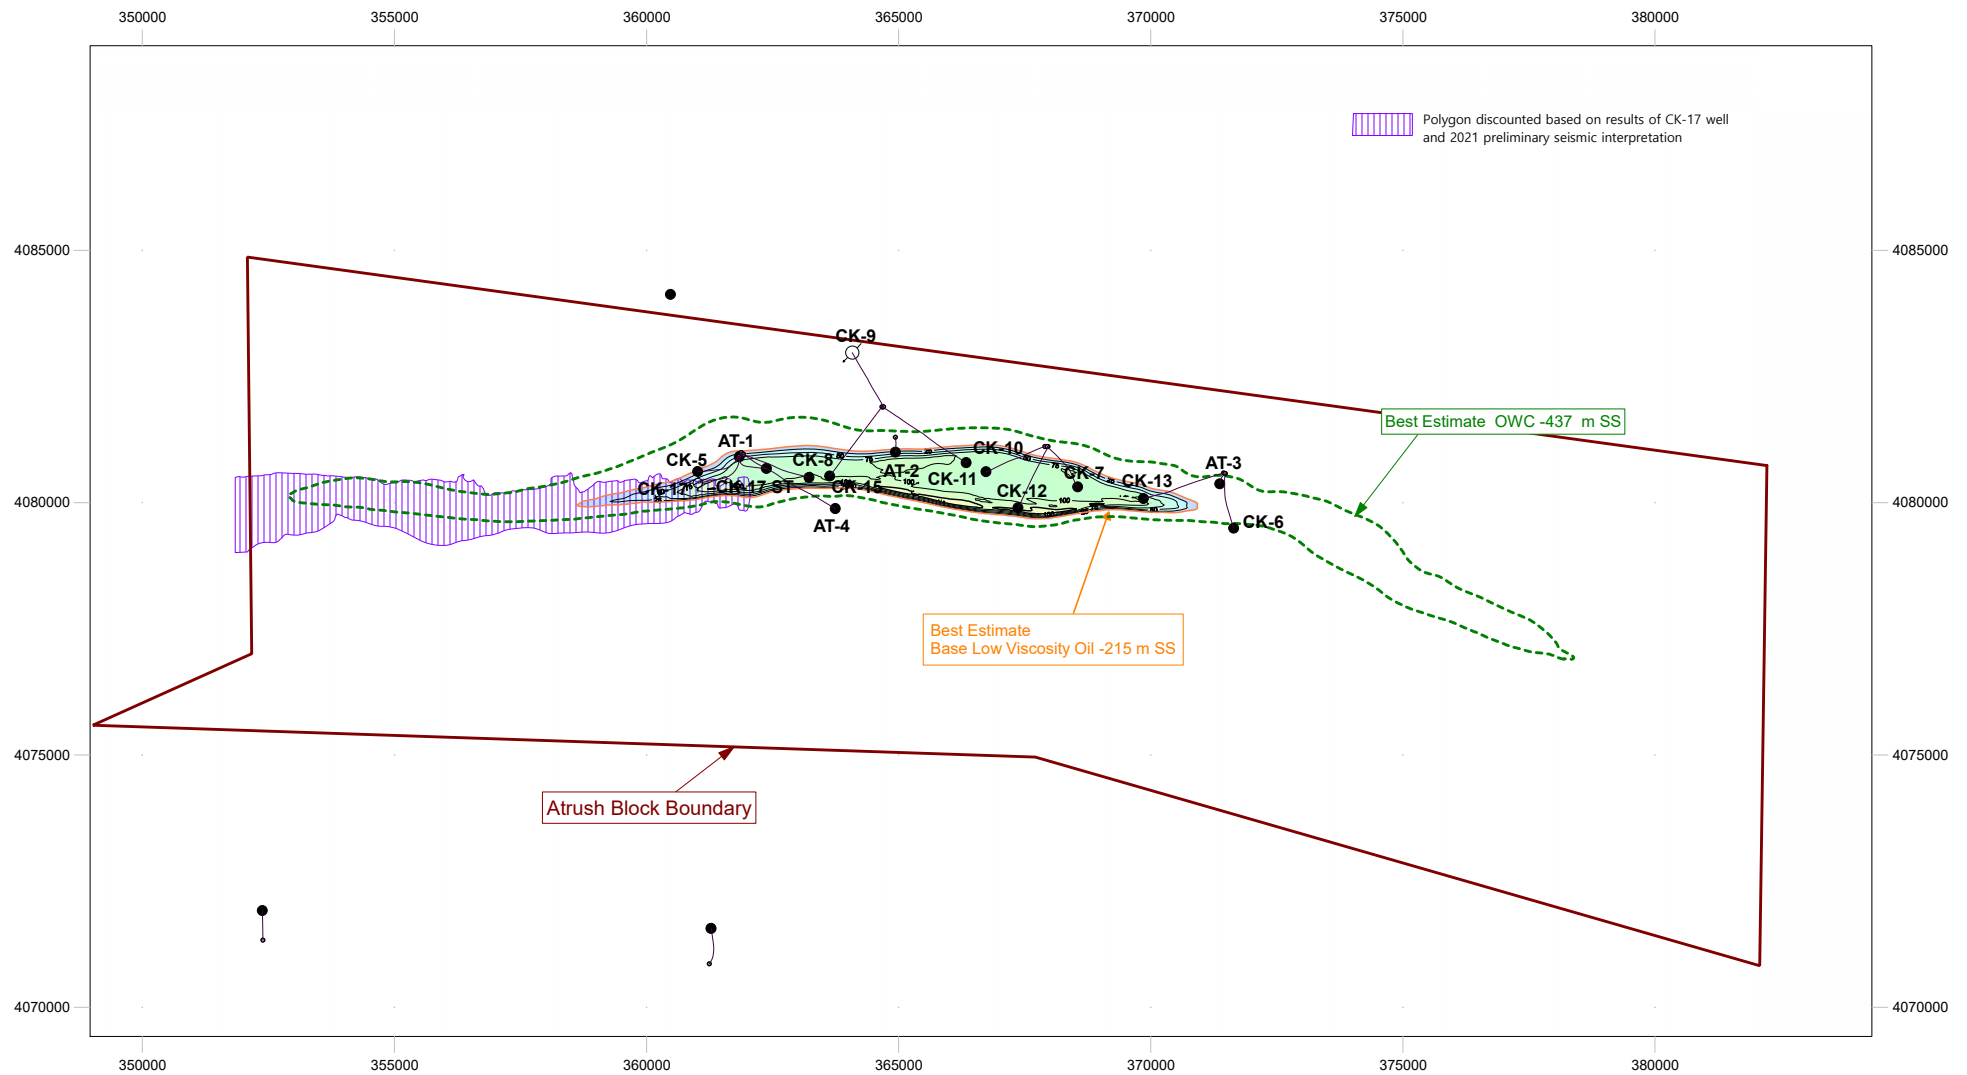 350000 355000 360000 365000 370000 375000 380000
Polygon discounted based on results of CK-17 well
and 2021 preliminary seismic interpretation
4085000 4085000
CK-9
Best Estimate OWC -437 m SS
AT-1
CK-10
CK-5 CK-8 AT-3
AT-2 CK-7
CK-11 CK-13
CK-17 CK-17 ST CK-15 CK-12
4080000 4080000
AT-4 CK-6
Best Estimate
Base Low Viscosity Oil -215 m SS
4075000 4075000
Atrush Block Boundary
4070000 4070000
350000 355000 360000 365000 370000 375000 380000